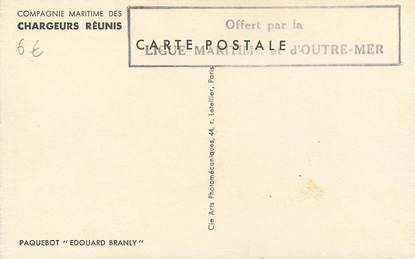 COMPAGNIE MARITIME DES
CHARGEURS RÉUNIS
6€
Offert par la
CARTE POSTALE
LIGUE MARITIME et d'OUTRE-MER
Cie Arts Photomécaniques, 44, r. Letellier, Paris
PAQUEBOT "EDOUARD BRANLY"